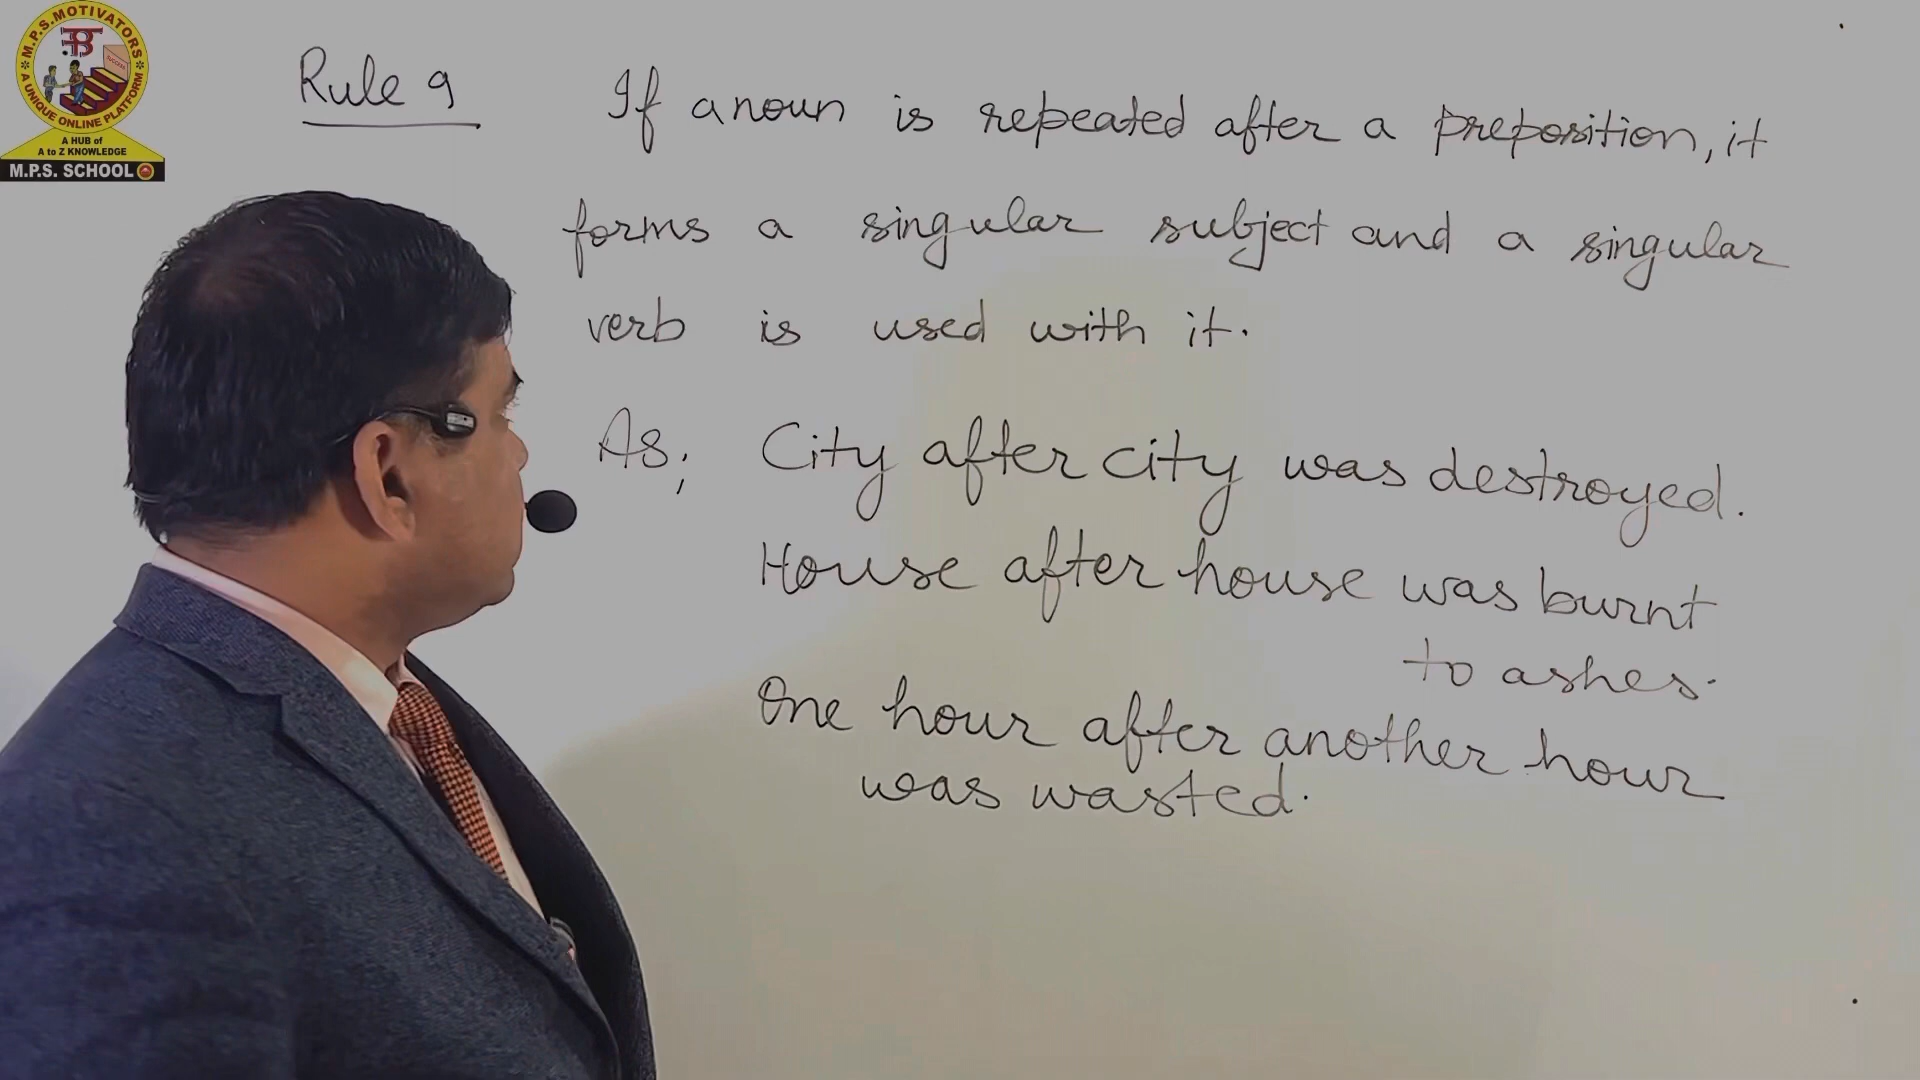 M.P.S.MOTIVATORS
A UNIQUE ONLINE PLATFORM
A HUB of
A to Z KNOWLEDGE
M.P.S. SCHOOL
Rule 9
If a noun is repeated after a preposition, it
forms a singular subject and a singular
verb is used with it.
As; City after city was destroyed.
House after house was burnt
to ashes.
One hour after another hour
was wasted.